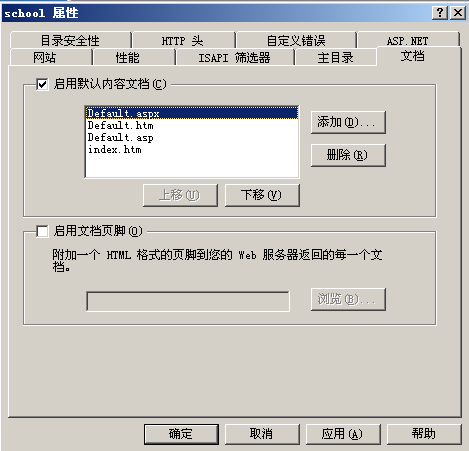 school 属性
目录安全性 HTTP 头 自定义错误 ASP.NET
网站 性能 ISAPI 筛选器 主目录 文档
启用默认内容文档(C)
Default.aspx
Default.htm
Default.asp
index.htm
添加(D)...
删除(R)
上移(U) 下移(V)
启用文档页脚(O)
附加一个 HTML 格式的页脚到您的 Web 服务器返回的每一个文
档。
浏览(B)...
确定 取消 应用(A) 帮助